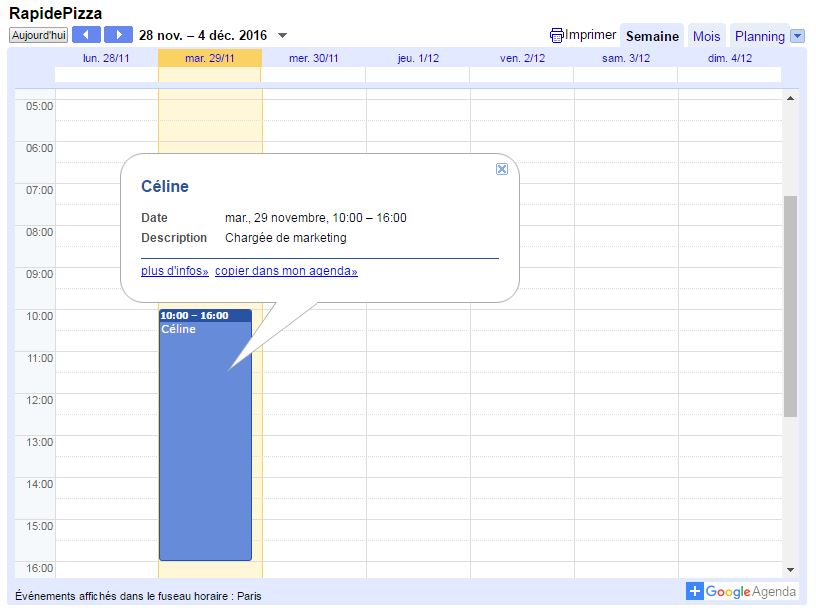 RapidePizza
Aujourd'hui 28 nov. – 4 déc. 2016 Imprimer Semaine Mois Planning
lun. 28/11 mar. 29/11 mer. 30/11 jeu. 1/12 ven. 2/12 sam. 3/12 dim. 4/12
05:00
06:00
07:00
08:00
09:00
10:00
11:00
12:00
13:00
14:00
15:00
16:00
Céline
Date mar., 29 novembre, 10:00 – 16:00
Description Chargée de marketing
plus d'infos» copier dans mon agenda»
10:00 – 16:00
Céline
Événements affichés dans le fuseau horaire : Paris
Google Agenda